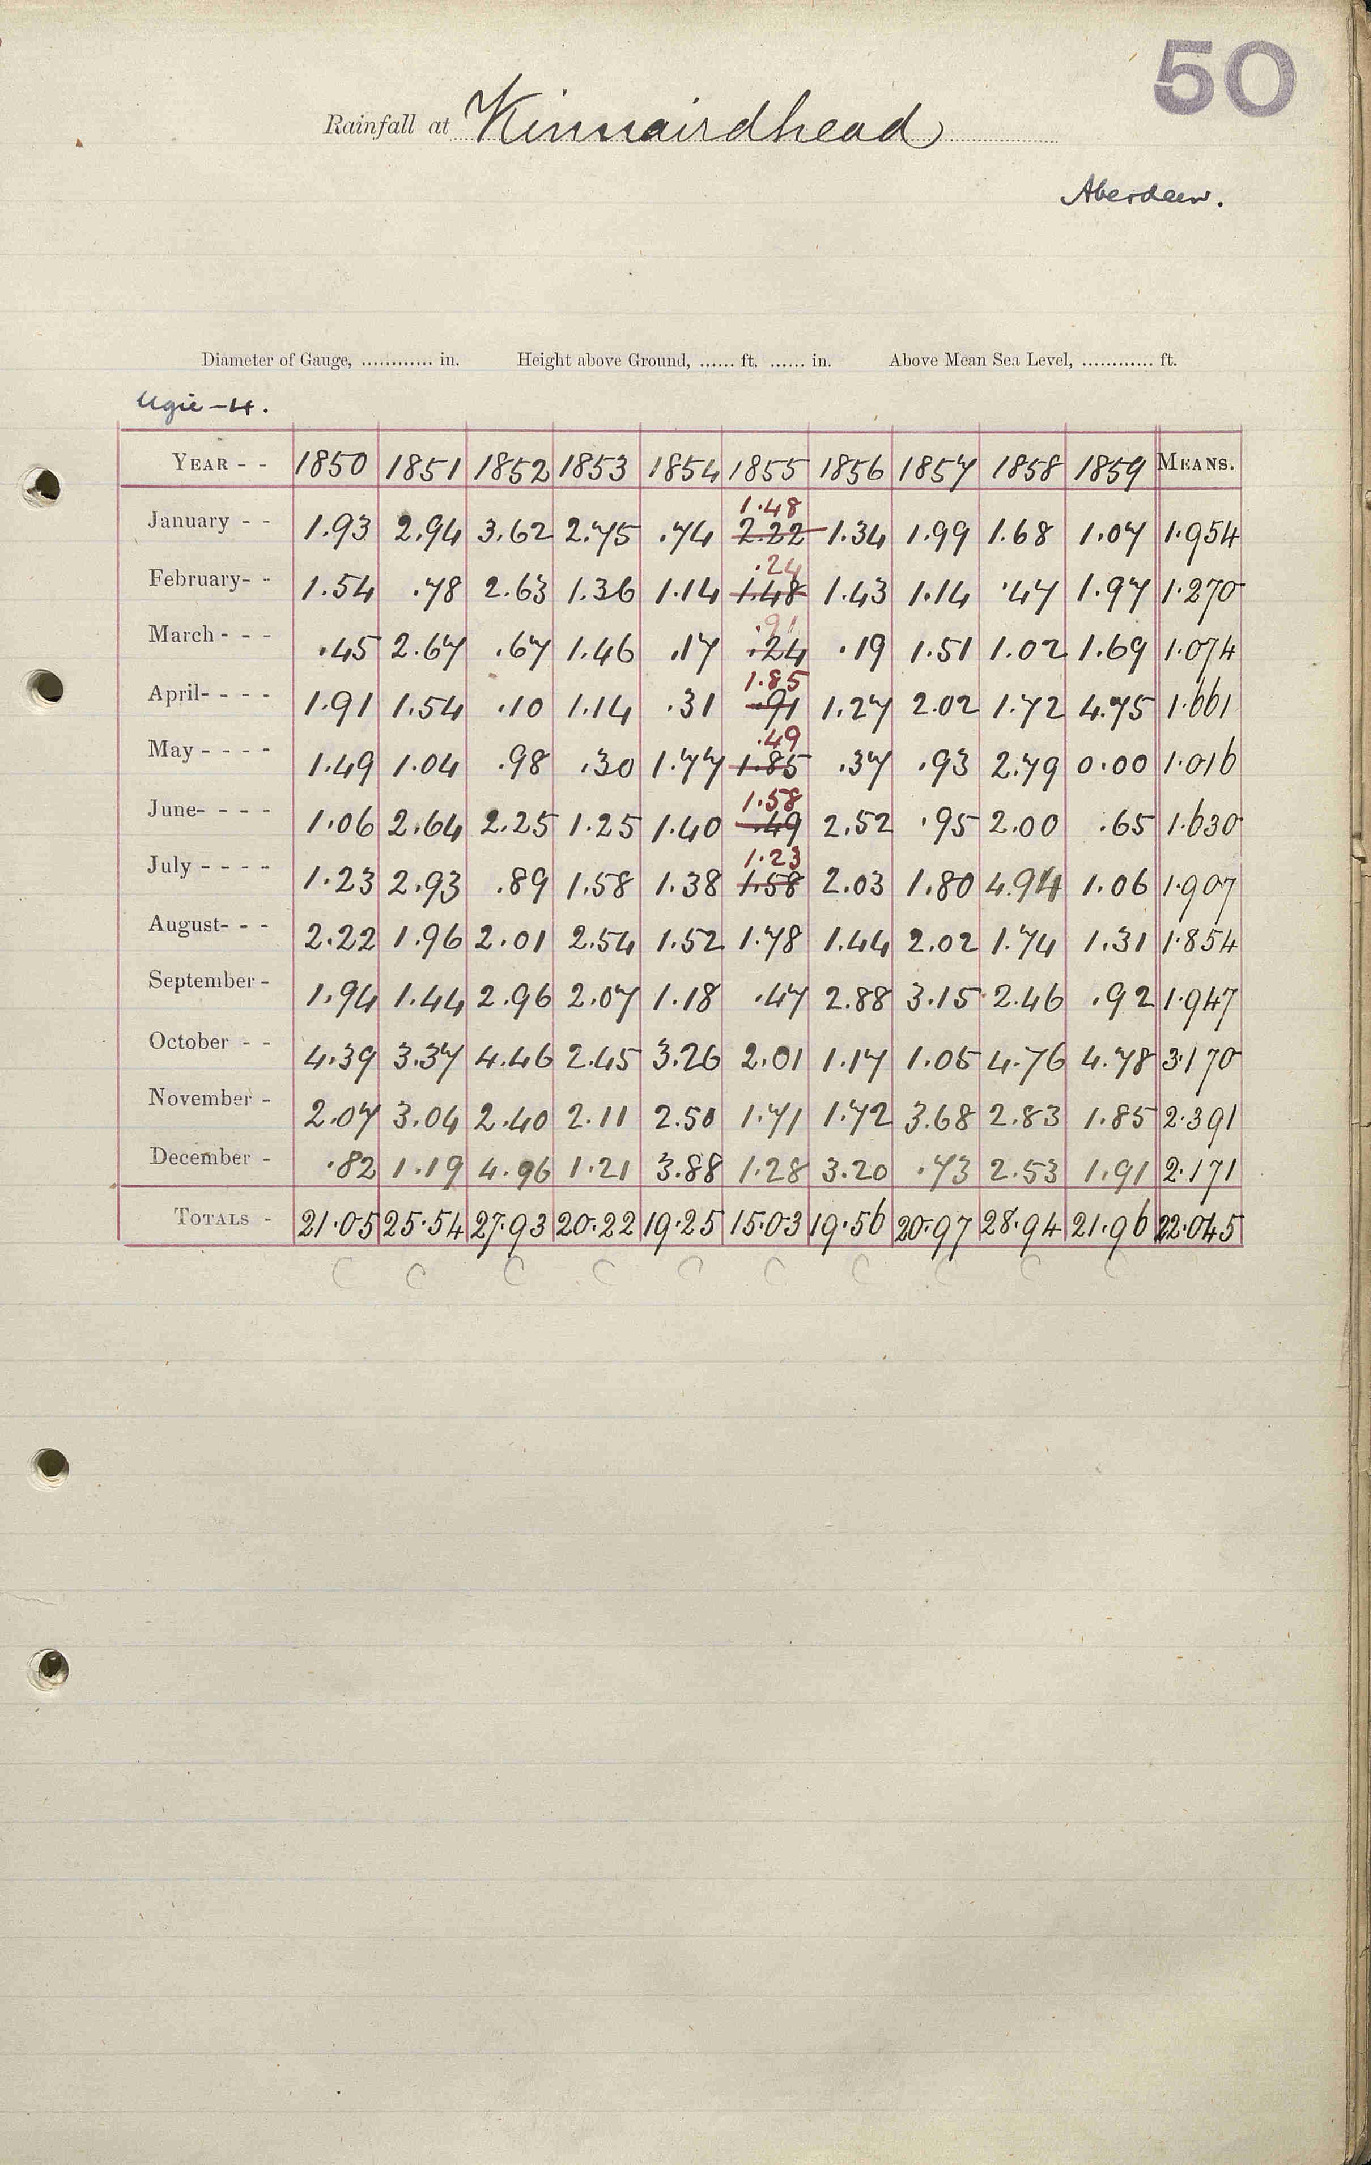 50
Rainfall at Kinnairdhead
Aberdeen.
Diameter of Gauge, ............ in. Height above Ground, ...... ft. ...... in. Above Mean Sea Level, ............ ft.
Ugie - 4.
YEAR - - 1850 1851 1852 1853 1854 1855 1856 1857 1858 1859 MEANS.
1.48
January - - 1.93 2.94 3.62 2.75 .74 2.22 1.34 1.99 1.68 1.07 1.954
.24
February- - 1.54 .78 2.63 1.36 1.14 1.48 1.43 1.14 .47 1.97 1.270
.91
March - - - .45 2.67 .67 1.46 .17 .24 .19 1.51 1.02 1.69 1.074
1.85
April- - - - 1.91 1.54 .10 1.14 .31 .91 1.27 2.02 1.72 4.75 1.661
.49
May - - - - 1.49 1.04 .98 .30 1.77 1.85 .37 .93 2.79 0.00 1.016
1.58
June- - - - 1.06 2.64 2.25 1.25 1.40 .49 2.52 .95 2.00 .65 1.630
1.23
July - - - - 1.23 2.93 .89 1.58 1.38 1.58 2.03 1.80 4.94 1.06 1.907
August- - - 2.22 1.96 2.01 2.54 1.52 1.78 1.44 2.02 1.74 1.31 1.854
September - 1.94 1.44 2.96 2.07 1.18 .47 2.88 3.15 2.46 .92 1.947
October - - 4.39 3.37 4.46 2.45 3.26 2.01 1.17 1.05 4.76 4.78 3.170
November - 2.07 3.04 2.40 2.11 2.50 1.71 1.72 3.68 2.83 1.85 2.391
December - .82 1.19 4.96 1.21 3.88 1.28 3.20 .73 2.53 1.91 2.171
TOTALS - 21.05 25.54 27.93 20.22 19.25 15.03 19.56 20.97 28.94 21.96 22.045
C C C C C C C C C C